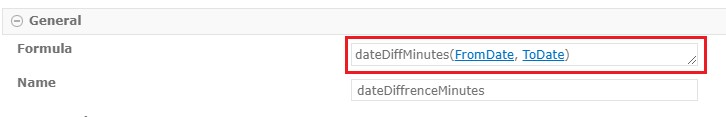 General
Formula
dateDiffMinutes(FromDate, ToDate)
Name
dateDiffrenceMinutes